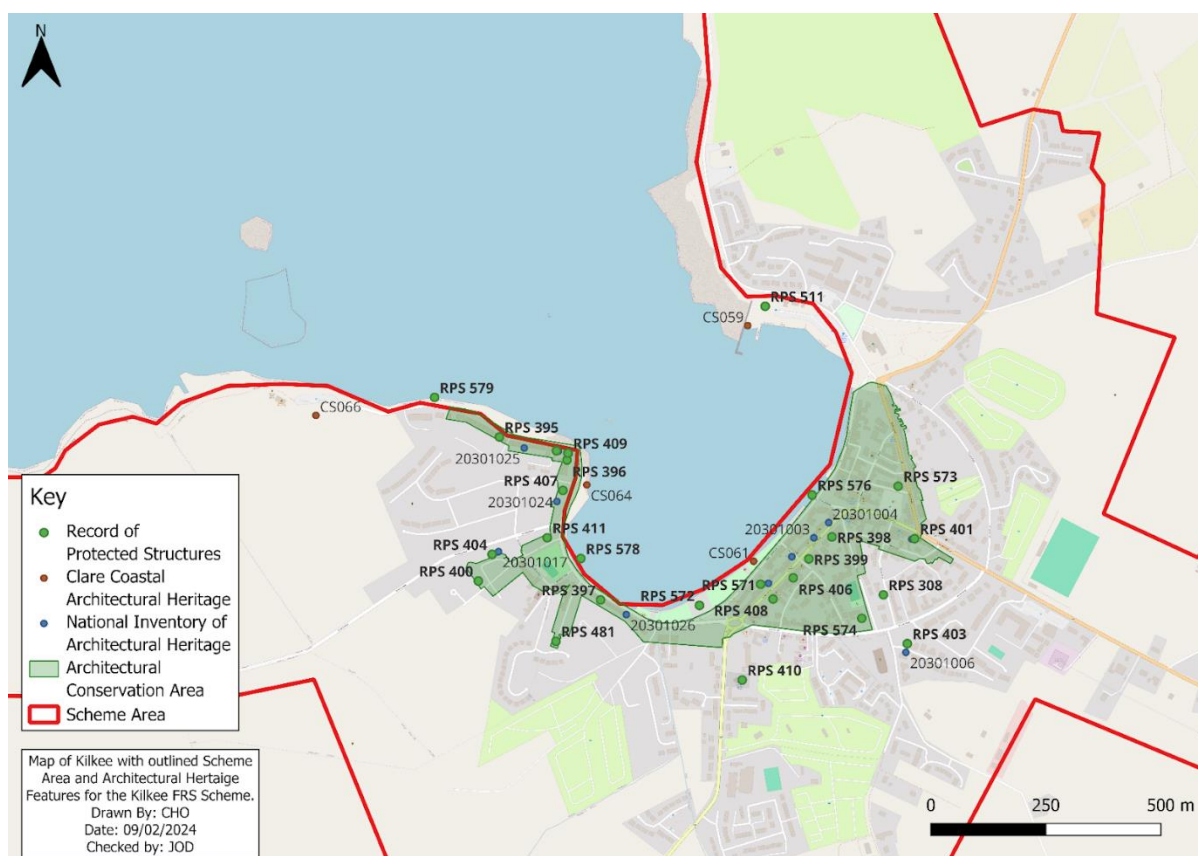 N
RPS 511
CS059
RPS 579
CS066
RPS 395
RPS 409
20301025
RPS 396
RPS 407
CS064
20301024
RPS 573
RPS 576
20301004
20301003
RPS 411
RPS 398
RPS 401
RPS 404
RPS 578
CS061
20301017
RPS 399
RPS 400
RPS 571
RPS 406
RPS 308
RPS 397
RPS 572
RPS 408
20301026
RPS 574
RPS 481
RPS 403
20301006
RPS 410
Key
Record of
Protected Structures
Clare Coastal
Architectural Heritage
National Inventory of
Architectural Heritage
Architectural
Conservation Area
Scheme Area
Map of Kilkee with outlined Scheme
Area and Architectural Hertaige
Features for the Kilkee FRS Scheme.
Drawn By: CHO
Date: 09/02/2024
Checked by: JOD
0 250 500 m